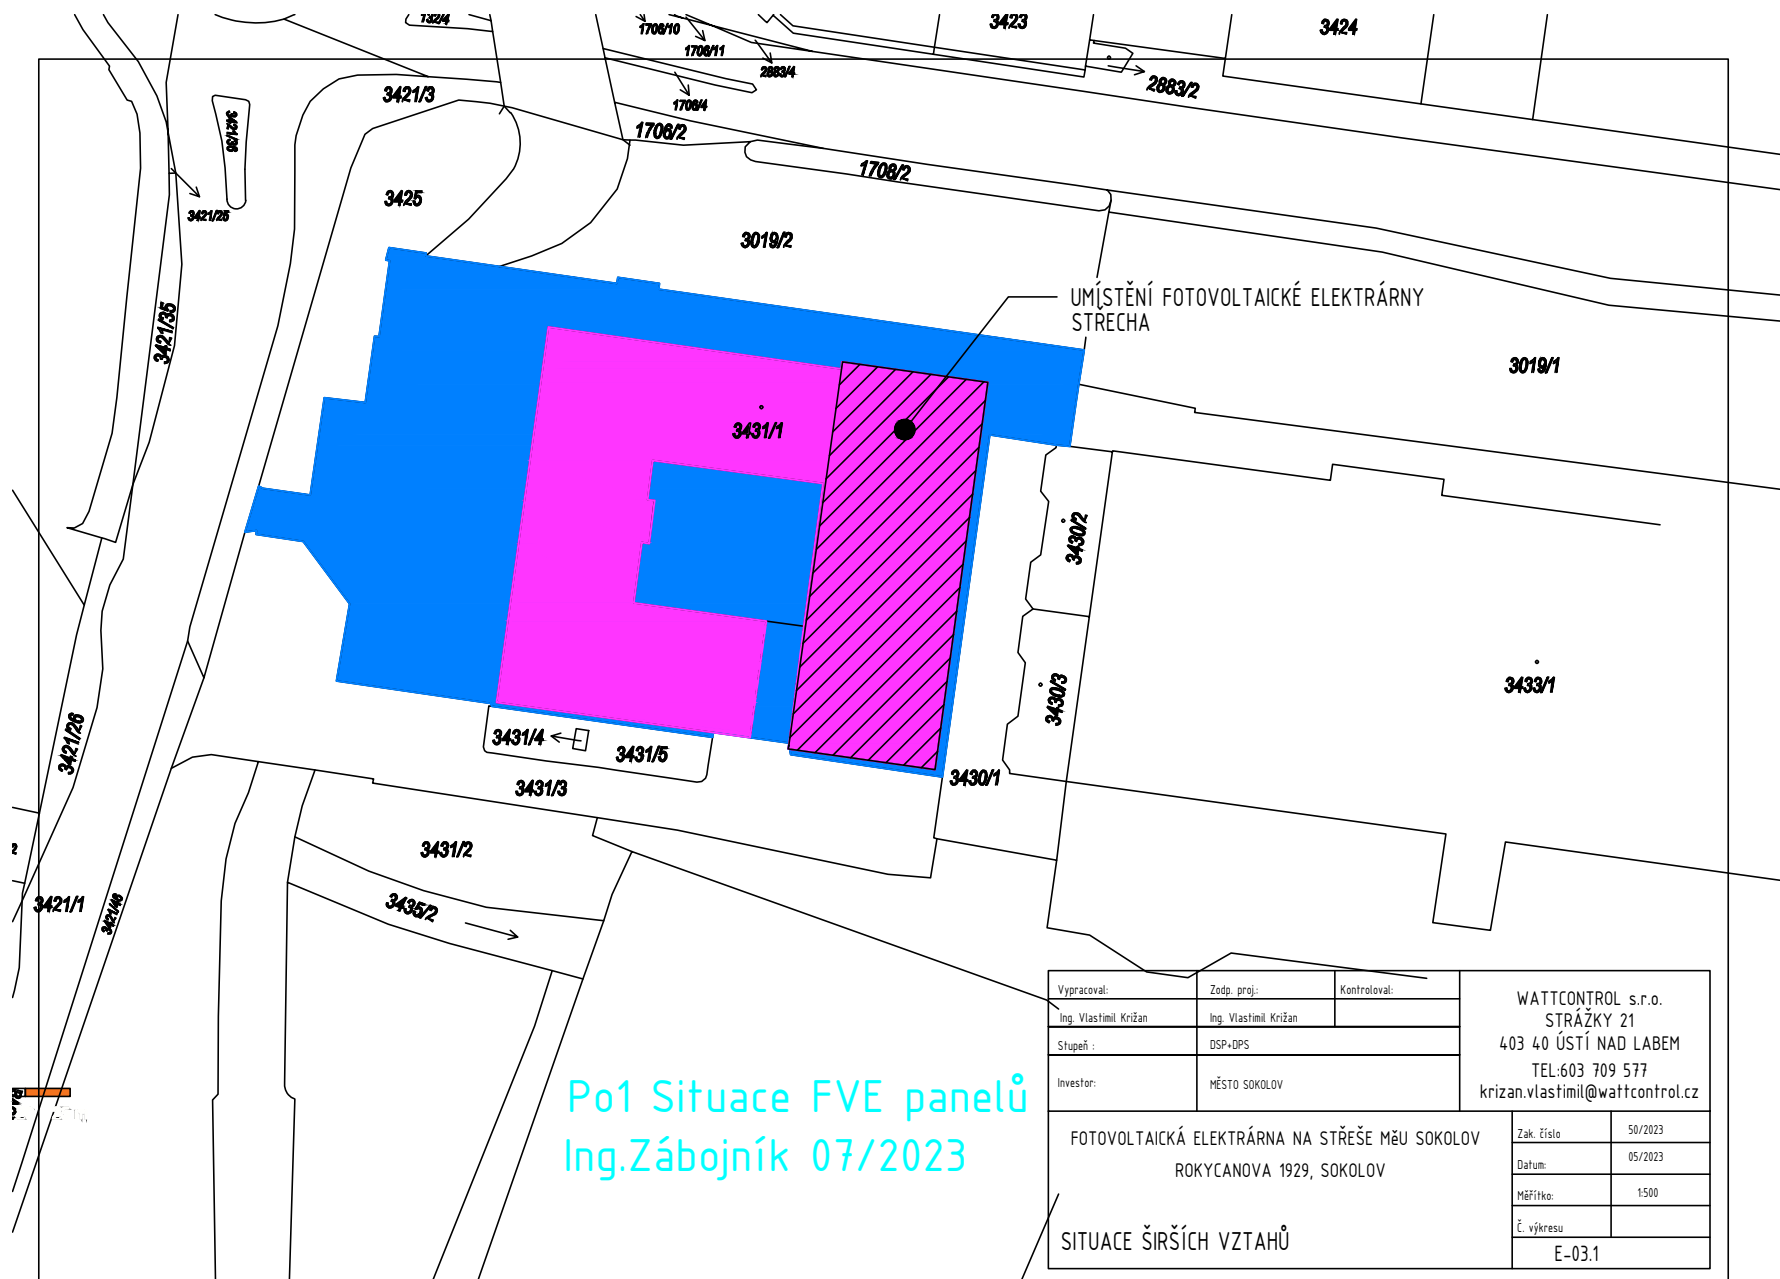 132/4
1706/10
1706/11
2883/4
3423
3424
2883/2
3421/3
1706/4
3421/36
1706/2
1708/2
3425
3421/25
3019/2
UMÍSTĚNÍ FOTOVOLTAICKÉ ELEKTRÁRNY
STŘECHA
3421/35
3019/1
3431/1
3430/2
3433/1
3430/3
3421/26
3431/4
3431/5
3430/1
3431/3
3431/2
3421/1
3421/46
3435/2
Po1 Situace FVE panelů
Ing.Zábojník 07/2023
Vypracoval:
Zodp. proj.:
Kontroloval:
Ing. Vlastimil Križan
Ing. Vlastimil Križan
Stupeň :
DSP+DPS
Investor:
MĚSTO SOKOLOV
WATTCONTROL s.r.o.
STRÁŽKY 21
403 40 ÚSTÍ NAD LABEM
TEL:603 709 577
krizan.vlastimil@wattcontrol.cz
FOTOVOLTAICKÁ ELEKTRÁRNA NA STŘEŠE MěU SOKOLOV
ROKYCANOVA 1929, SOKOLOV
SITUACE ŠIRŠÍCH VZTAHŮ
Zak. číslo
50/2023
Datum:
05/2023
Měřítko:
1:500
Č. výkresu
E-03.1